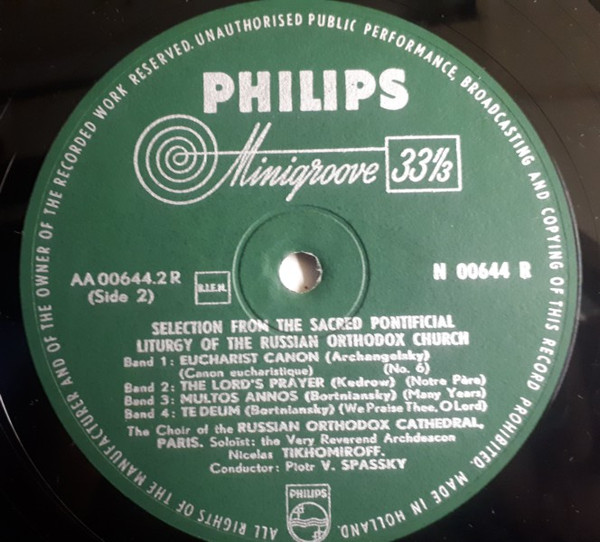 ALL RIGHTS OF THE MANUFACTURER AND OF THE OWNER OF THE RECORDED WORK RESERVED. UNAUTHORISED PUBLIC PERFORMANCE, BROADCASTING AND COPYING OF THIS RECORD PROHIBITED. MADE IN HOLLAND.
PHILIPS
Minigroove 33 1/3
AA 00644.2 R
(Side 2)
B.I.E.M.
N 00644 R
SELECTION FROM THE SACRED PONTIFICIAL
LITURGY OF THE RUSSIAN ORTHODOX CHURCH
Band 1: EUCHARIST CANON (Archangelsky)
(Canon eucharistique) (No. 6)
Band 2: THE LORD'S PRAYER (Kedrow) (Notre Père)
Band 3: MULTOS ANNOS (Bortniansky) (Many Years)
Band 4: TE DEUM (Bortniansky) (We Praise Thee, O Lord)
The Choir of the RUSSIAN ORTHODOX CATHEDRAL,
PARIS. Soloist: the Very Reverend Archdeacon
Nicolas TIKHOMIROFF.
Conductor: Piotr V. SPASSKY
PHILIPS